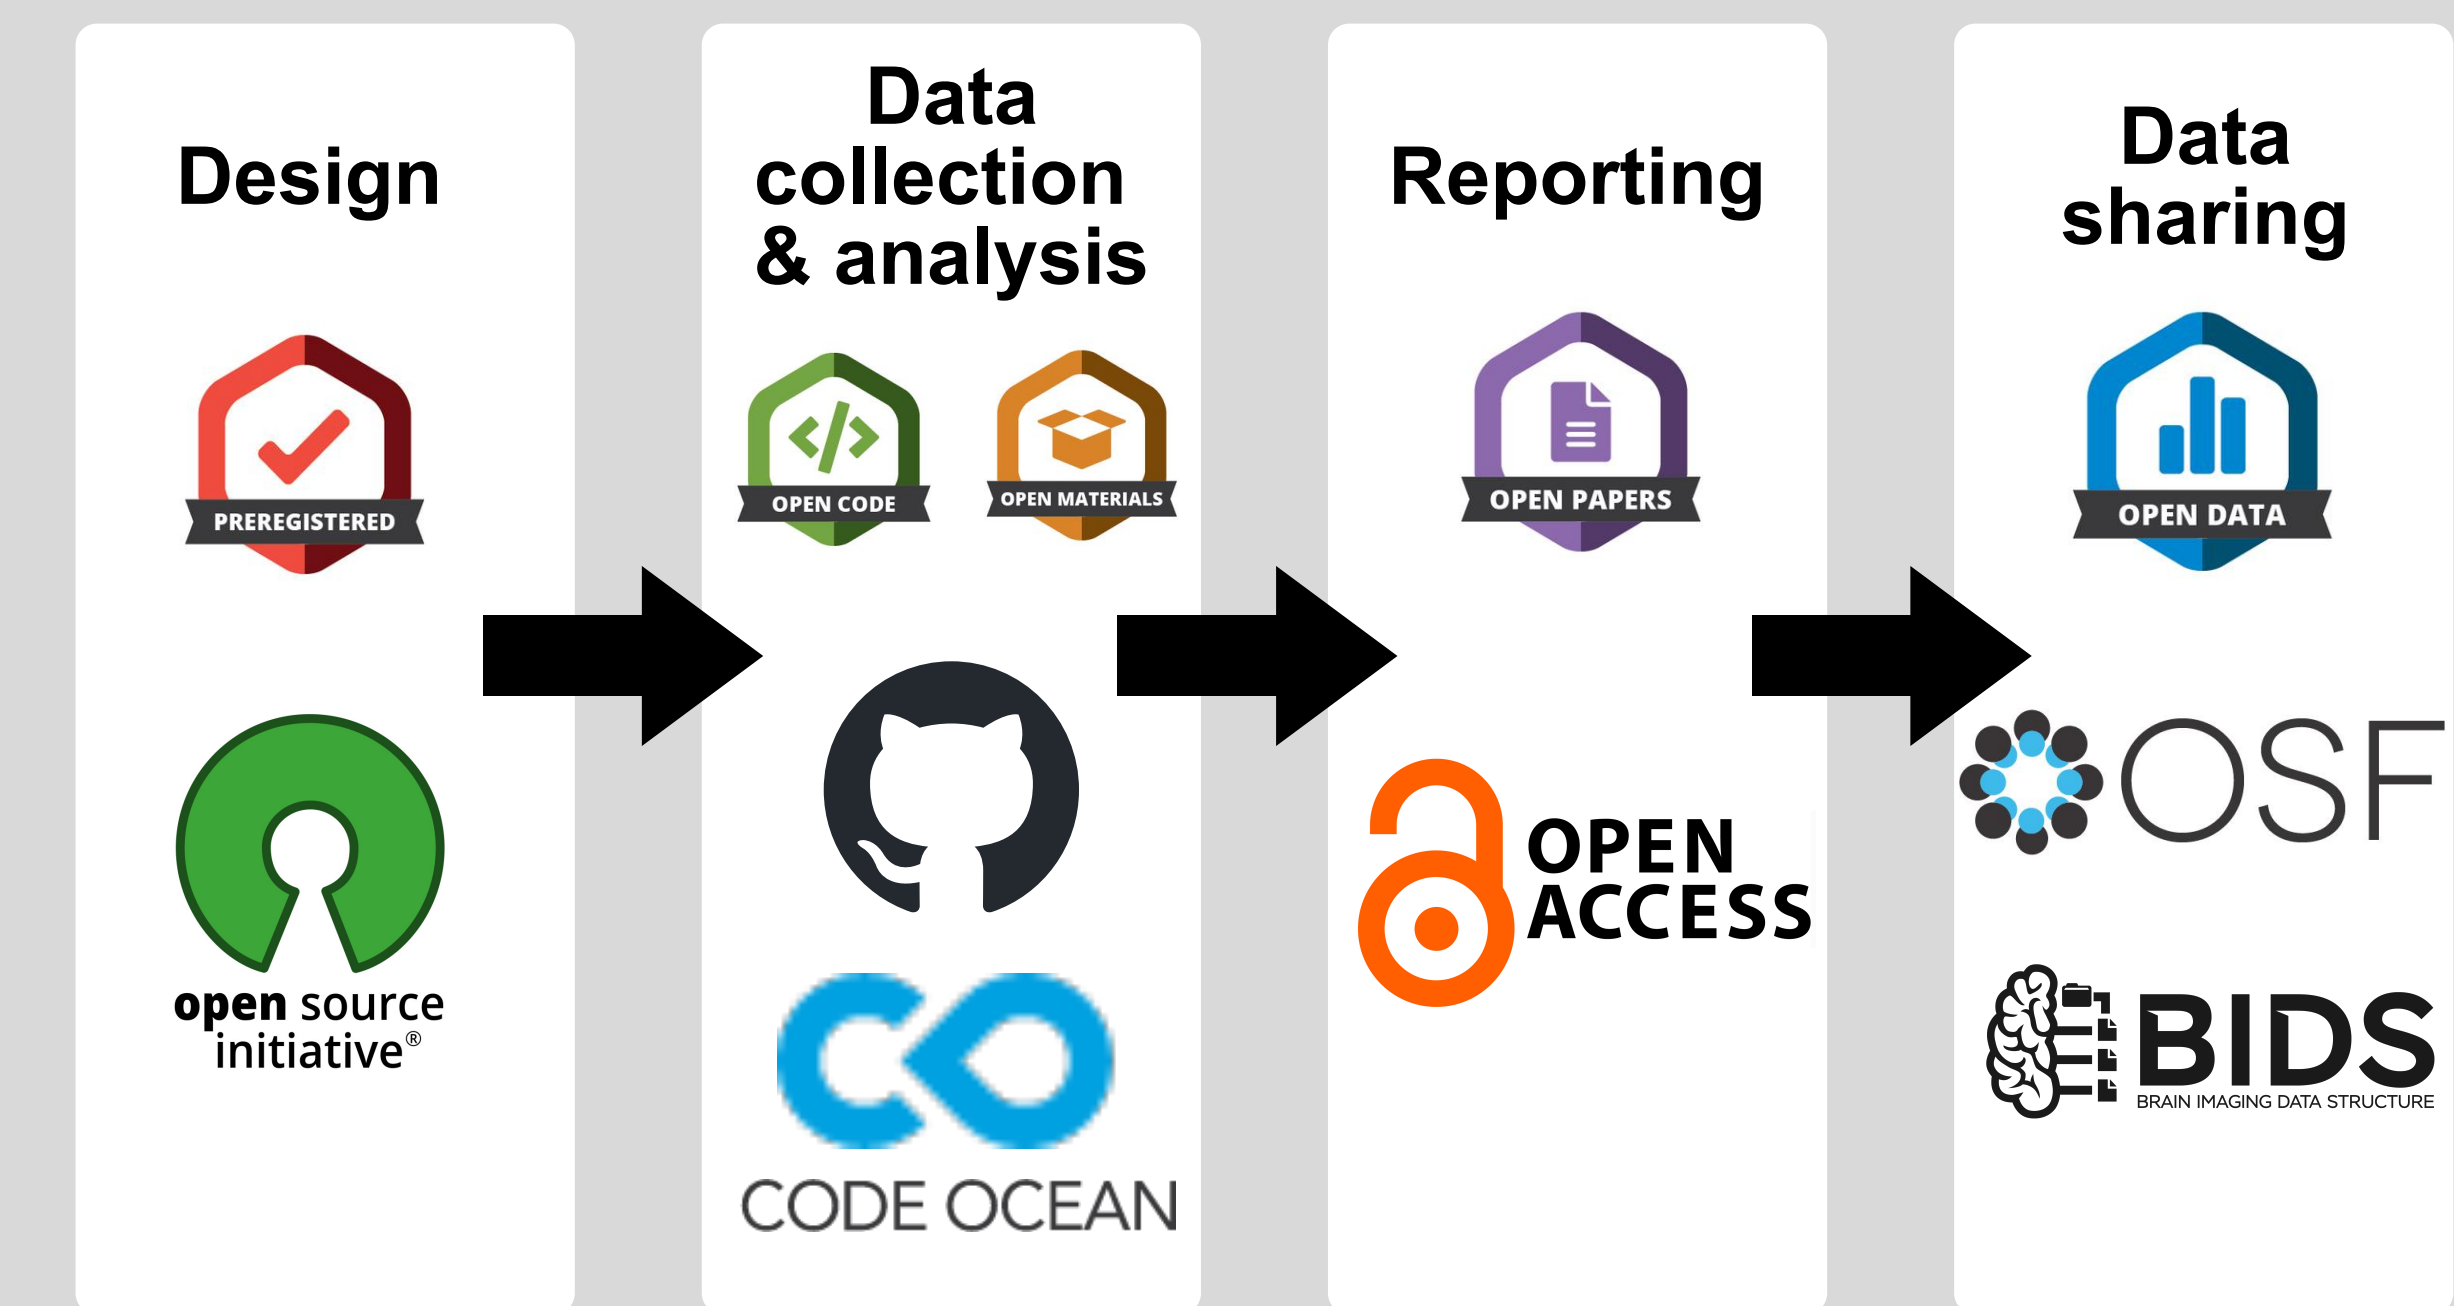 Design
PREREGISTERED
open source
initiative®
Data
collection
& analysis
OPEN CODE
OPEN MATERIALS
CODE OCEAN
Reporting
OPEN PAPERS
OPEN
ACCESS
Data
sharing
OPEN DATA
OSF
BIDS
BRAIN IMAGING DATA STRUCTURE